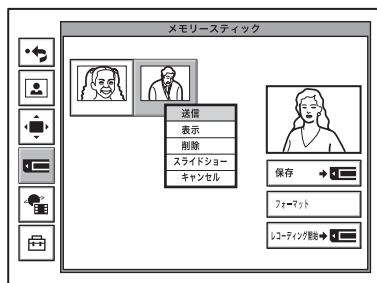 メモリースティック
送信
表示
削除
スライドショー
キャンセル
保存
フォーマット
レコーディング開始